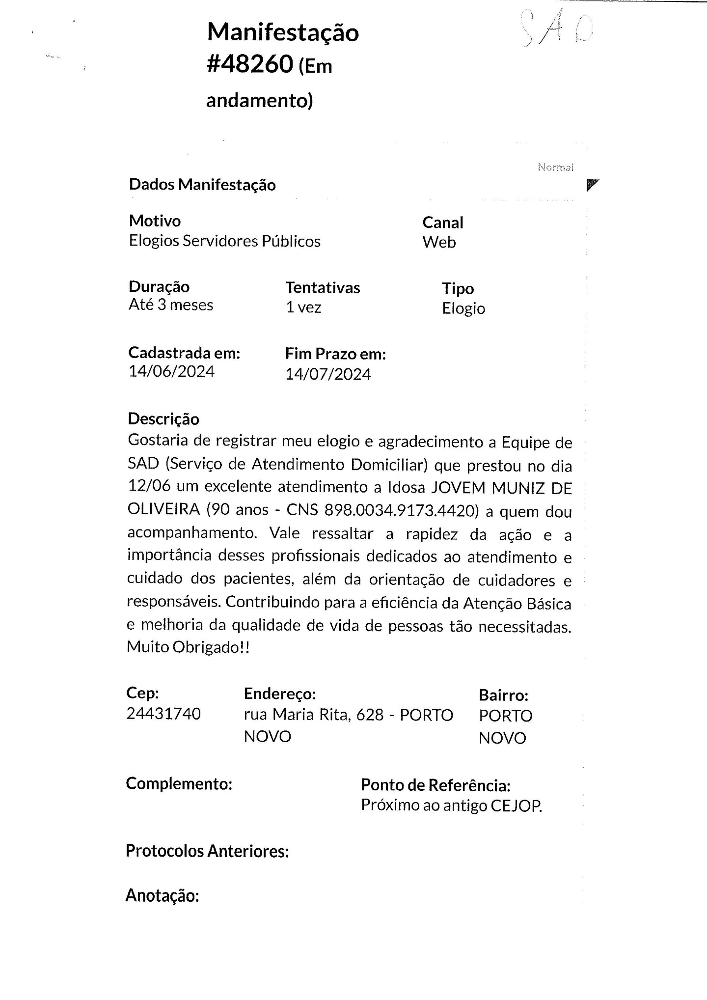 SAD
Manifestação
#48260 (Em
andamento)
Normal
Dados Manifestação
Motivo Canal
Elogios Servidores Públicos Web
Duração Tentativas Tipo
Até 3 meses 1 vez Elogio
Cadastrada em: Fim Prazo em:
14/06/2024 14/07/2024
Descrição
Gostaria de registrar meu elogio e agradecimento a Equipe de
SAD (Serviço de Atendimento Domiciliar) que prestou no dia
12/06 um excelente atendimento a Idosa JOVEM MUNIZ DE
OLIVEIRA (90 anos - CNS 898.0034.9173.4420) a quem dou
acompanhamento. Vale ressaltar a rapidez da ação e a
importância desses profissionais dedicados ao atendimento e
cuidado dos pacientes, além da orientação de cuidadores e
responsáveis. Contribuindo para a eficiência da Atenção Básica
e melhoria da qualidade de vida de pessoas tão necessitadas.
Muito Obrigado!!
Cep: Endereço: Bairro:
24431740 rua Maria Rita, 628 - PORTO PORTO
NOVO NOVO
Complemento: Ponto de Referência:
Próximo ao antigo CEJOP.
Protocolos Anteriores:
Anotação: